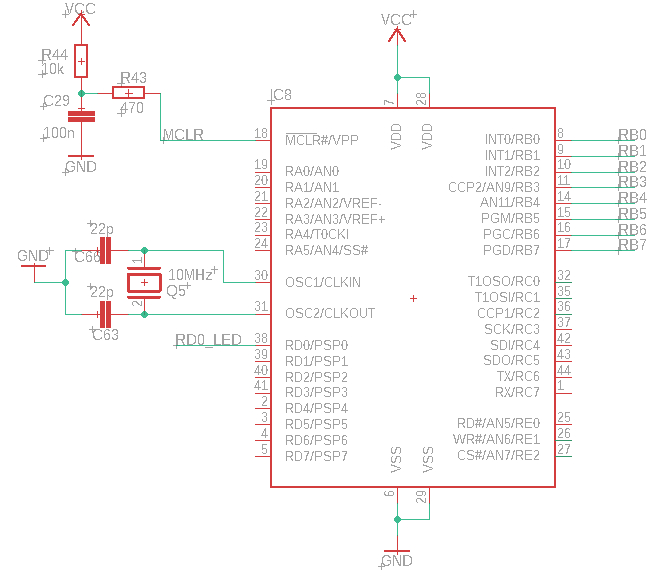 VCC
R44
10k
R43
470
C29
100n
GND
MCLR
VCC
IC8
7
28
VDD
VDD
18 MCLR#/VPP
19 RA0/AN0
20 RA1/AN1
21 RA2/AN2/VREF-
22 RA3/AN3/VREF+
23 RA4/T0CKI
24 RA5/AN4/SS#
30 OSC1/CLKIN
31 OSC2/CLKOUT
38 RD0/PSP0
39 RD1/PSP1
40 RD2/PSP2
41 RD3/PSP3
2 RD4/PSP4
3 RD5/PSP5
4 RD6/PSP6
5 RD7/PSP7
INT0/RB0 8 RB0
INT1/RB1 9 RB1
INT2/RB2 10 RB2
CCP2/AN9/RB3 11 RB3
AN11/RB4 14 RB4
PGM/RB5 15 RB5
PGC/RB6 16 RB6
PGD/RB7 17 RB7
T1OSO/RC0 32
T1OSI/RC1 35
CCP1/RC2 36
SCK/RC3 37
SDI/RC4 42
SDO/RC5 43
TX/RC6 44
RX/RC7 1
RD#/AN5/RE0 25
WR#/AN6/RE1 26
CS#/AN7/RE2 27
VSS
VSS
6
29
GND
GND
22p
C66
22p
C63
1
2
10MHz
Q5
RD0_LED